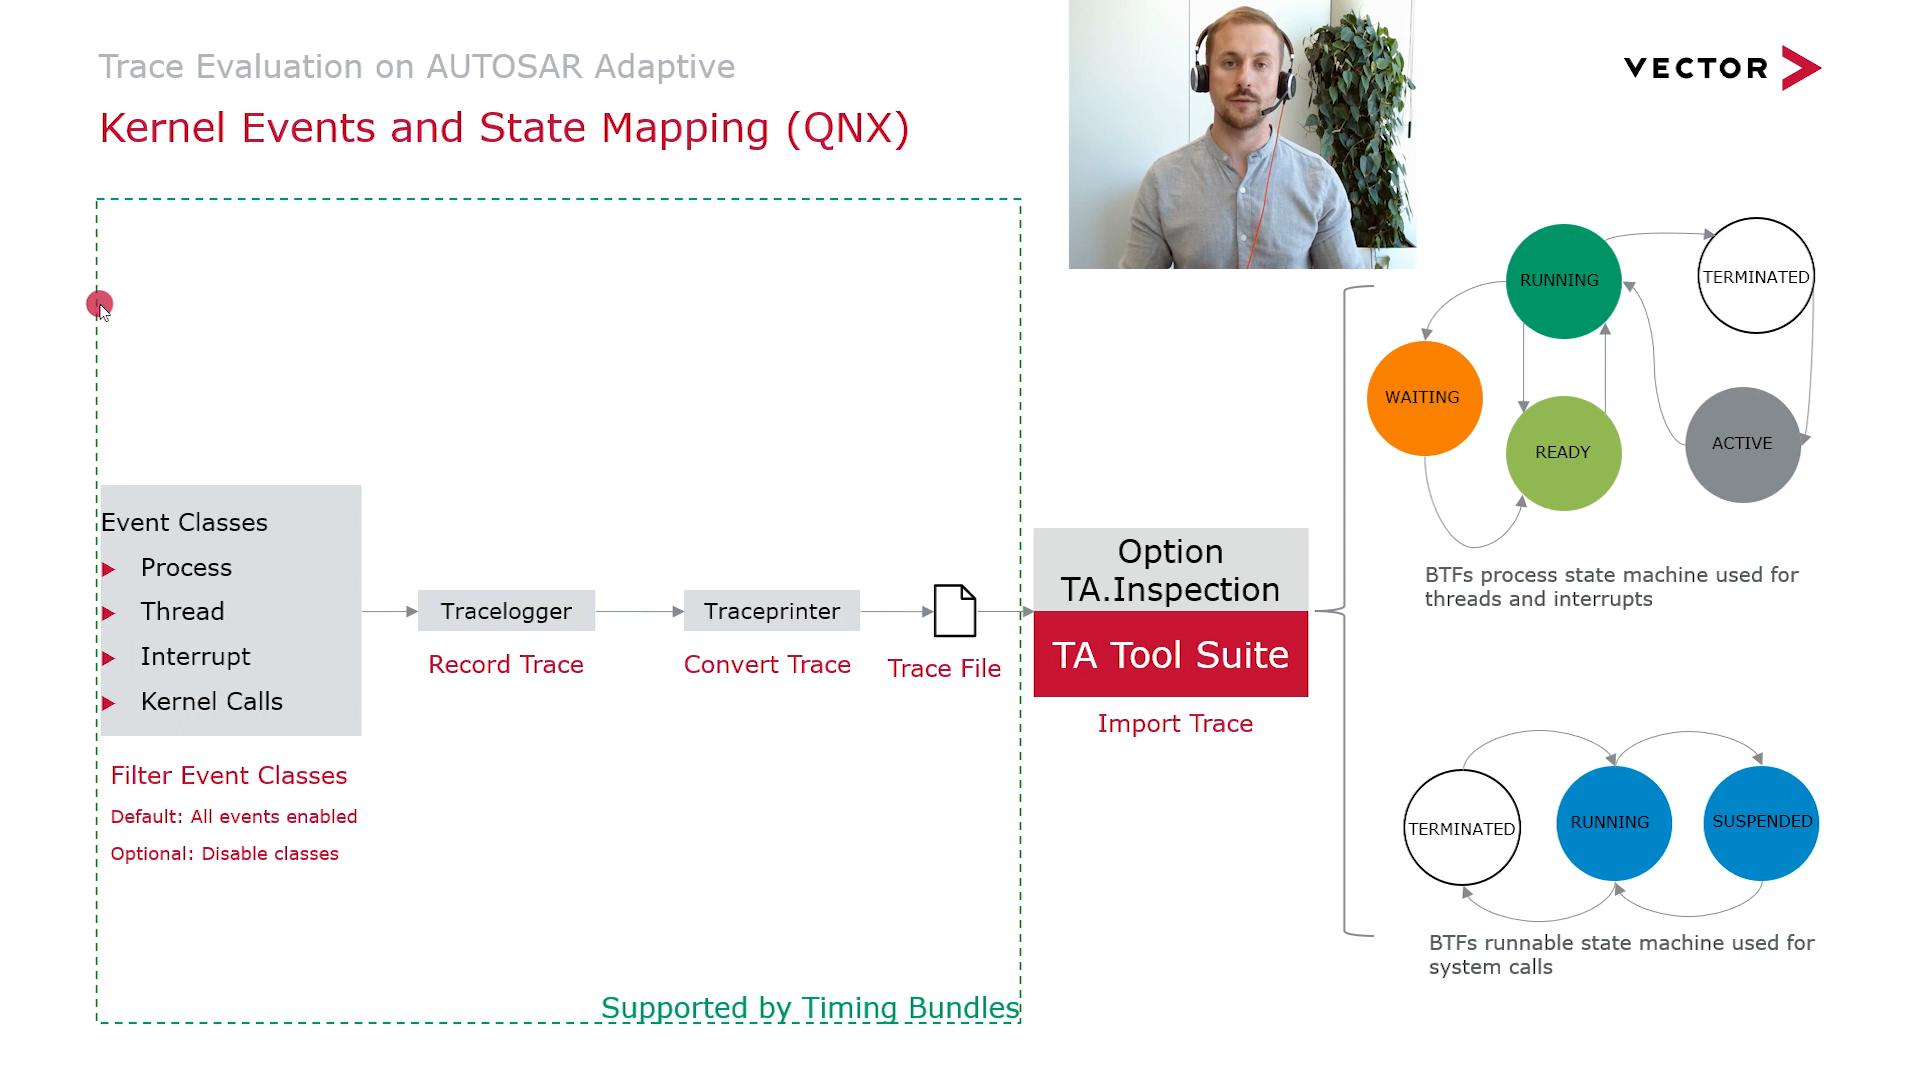 Trace Evaluation on AUTOSAR Adaptive
VECTOR
Kernel Events and State Mapping (QNX)
Event Classes
Process
Thread
Interrupt
Kernel Calls
Filter Event Classes
Default: All events enabled
Optional: Disable classes
Tracelogger
Record Trace
Traceprinter
Convert Trace
Trace File
Supported by Timing Bundles
Option
TA.Inspection
TA Tool Suite
Import Trace
RUNNING
TERMINATED
WAITING
READY
ACTIVE
BTFs process state machine used for
threads and interrupts
TERMINATED
RUNNING
SUSPENDED
BTFs runnable state machine used for
system calls